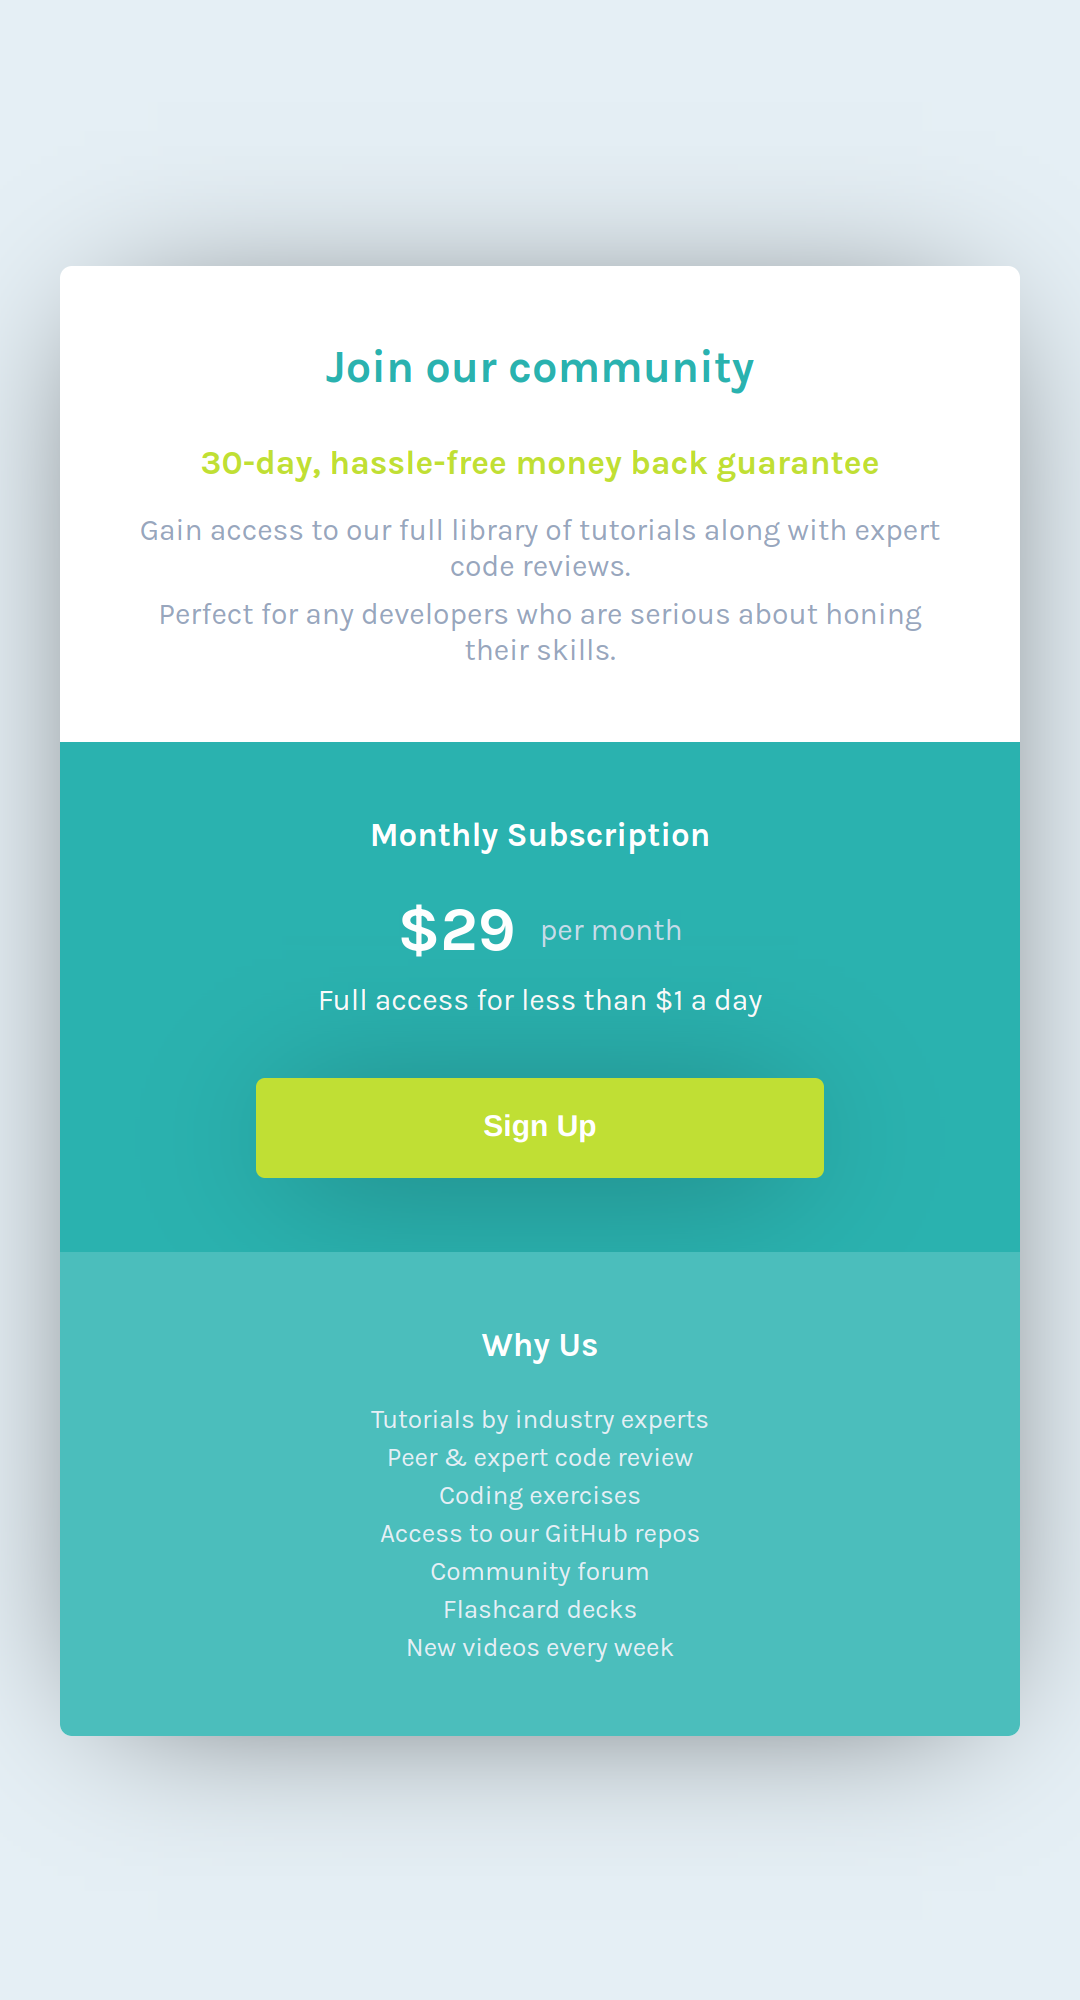 Join our community
30-day, hassle-free money back guarantee
Gain access to our full library of tutorials along with expert
code reviews.
Perfect for any developers who are serious about honing
their skills.
Monthly Subscription
$29 per month
Full access for less than $1 a day
Sign Up
Why Us
Tutorials by industry experts
Peer & expert code review
Coding exercises
Access to our GitHub repos
Community forum
Flashcard decks
New videos every week